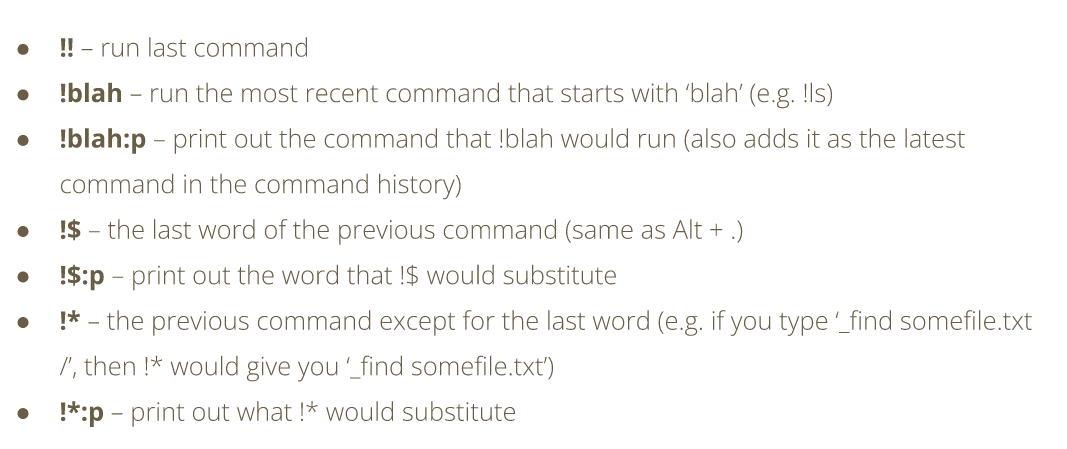 ● !! – run last command
● !blah – run the most recent command that starts with ‘blah’ (e.g. !ls)
● !blah:p – print out the command that !blah would run (also adds it as the latest
command in the command history)
● !$ – the last word of the previous command (same as Alt + .)
● !$:p – print out the word that !$ would substitute
● !* – the previous command except for the last word (e.g. if you type ‘_find somefile.txt
/’, then !* would give you ‘_find somefile.txt’)
● !*:p – print out what !* would substitute